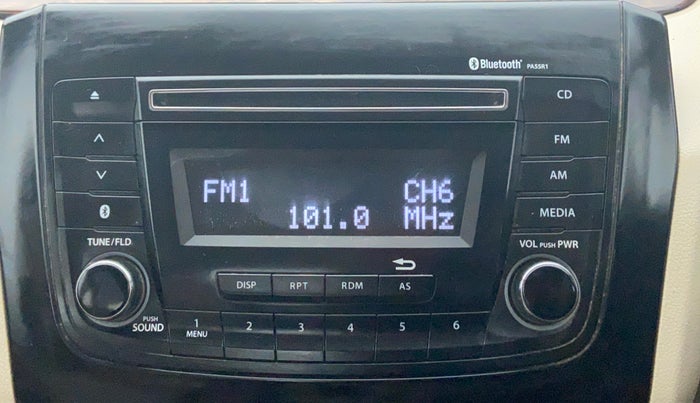 Bluetooth PASSR1
CD
FM
AM
MEDIA
FM1 CH6
101.0 MHz
TUNE/FLD
VOL PUSH PWR
DISP RPT RDM AS
PUSH SOUND
1 MENU 2 3 4 5 6